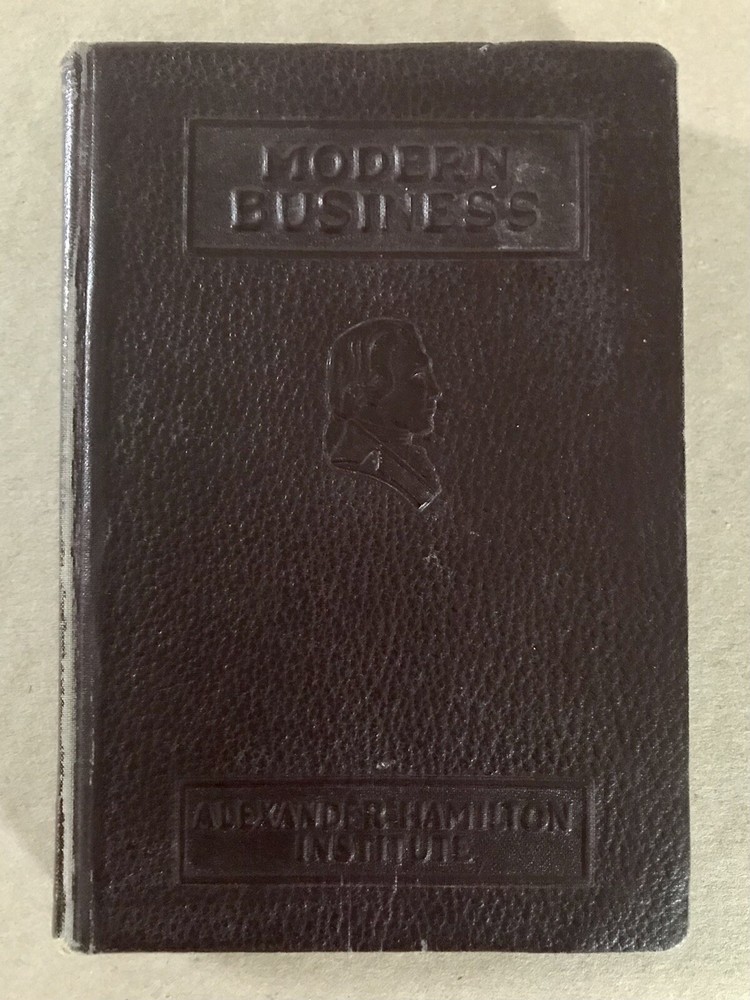 MODERN
BUSINESS
ALEXANDER HAMILTON
INSTITUTE